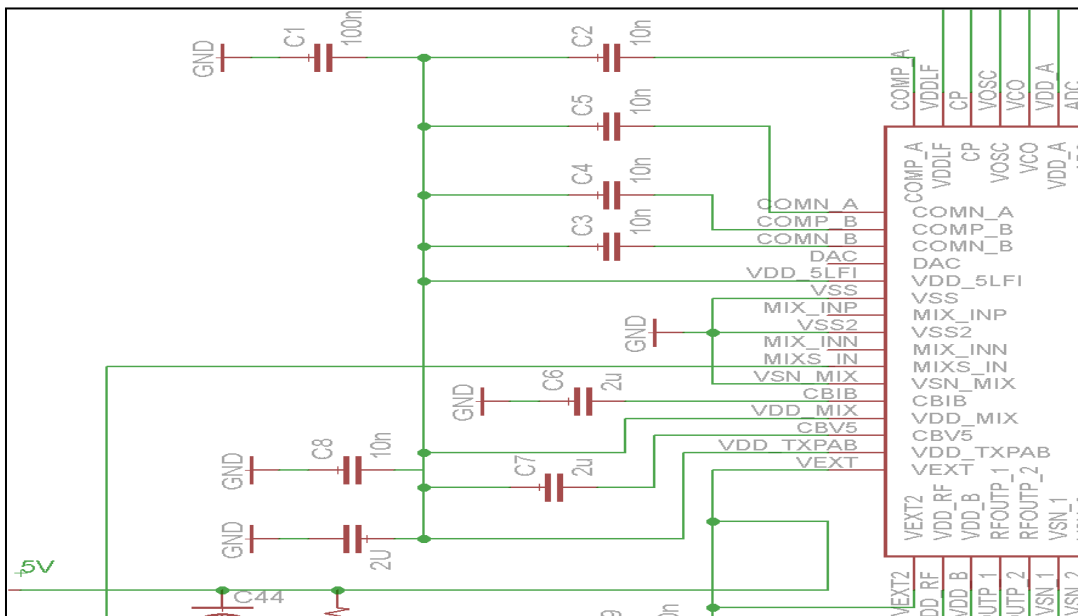 C1
100n
GND
C2
10n
COMP_A
VDDLF
CP
VOSC
VCO
VDD_A
ADC
C5
10n
COMP_A
VDDLF
CP
VOSC
VCO
VDD_A
C4
10n
C3
10n
COMN_A
COMN_A
COMP_B
COMP_B
COMN_B
COMN_B
DAC
DAC
VDD_5LFI
VDD_5LFI
VSS
VSS
MIX_INP
MIX_INP
GND
VSS2
VSS2
MIX_INN
MIX_INN
MIXS_IN
MIXS_IN
VSN_MIX
VSN_MIX
GND
C6
2u
CBIB
CBIB
VDD_MIX
VDD_MIX
CBV5
CBV5
VDD_TXPAB
VDD_TXPAB
VEXT
VEXT
GND
C8
10n
C7
2u
GND
2U
VEXT2
VDD_RF
VDD_B
RFOUTP_1
RFOUTP_2
VSN_1
5V
C44
VEXT2